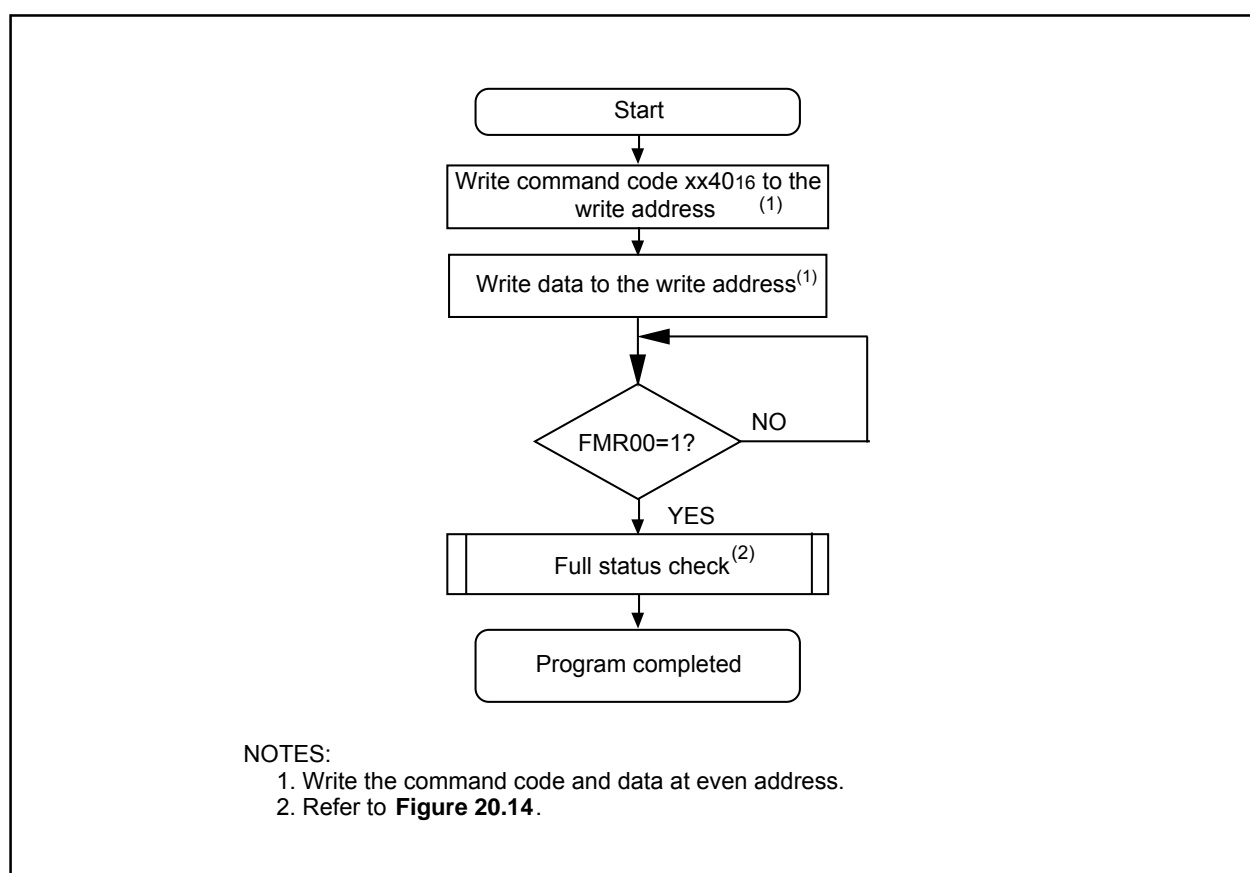 Start
Write command code xx4016 to the
write address (1)
Write data to the write address(1)
FMR00=1?
NO
YES
Full status check(2)
Program completed
NOTES:
1. Write the command code and data at even address.
2. Refer to Figure 20.14.